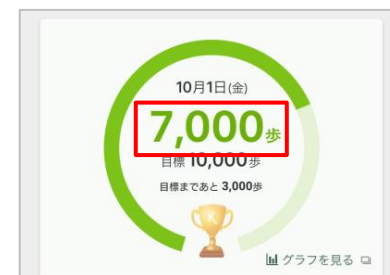 10月1日(金)
7,000歩
目標 10,000歩
目標まであと 3,000歩
グラフを見る